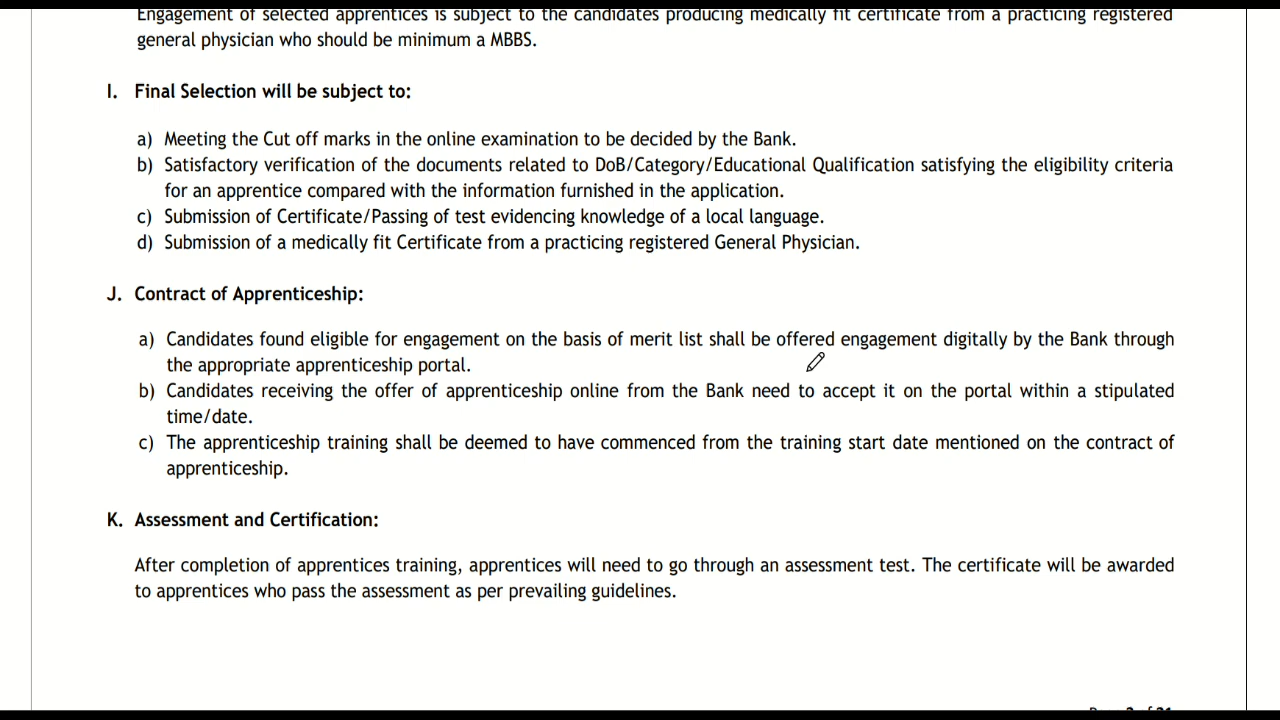 Engagement of selected apprentices is subject to the candidates producing medically fit certificate from a practicing registered
general physician who should be minimum a MBBS.
I. Final Selection will be subject to:
a) Meeting the Cut off marks in the online examination to be decided by the Bank.
b) Satisfactory verification of the documents related to DoB/Category/Educational Qualification satisfying the eligibility criteria
for an apprentice compared with the information furnished in the application.
c) Submission of Certificate/Passing of test evidencing knowledge of a local language.
d) Submission of a medically fit Certificate from a practicing registered General Physician.
J. Contract of Apprenticeship:
a) Candidates found eligible for engagement on the basis of merit list shall be offered engagement digitally by the Bank through
the appropriate apprenticeship portal.
b) Candidates receiving the offer of apprenticeship online from the Bank need to accept it on the portal within a stipulated
time/date.
c) The apprenticeship training shall be deemed to have commenced from the training start date mentioned on the contract of
apprenticeship.
K. Assessment and Certification:
After completion of apprentices training, apprentices will need to go through an assessment test. The certificate will be awarded
to apprentices who pass the assessment as per prevailing guidelines.